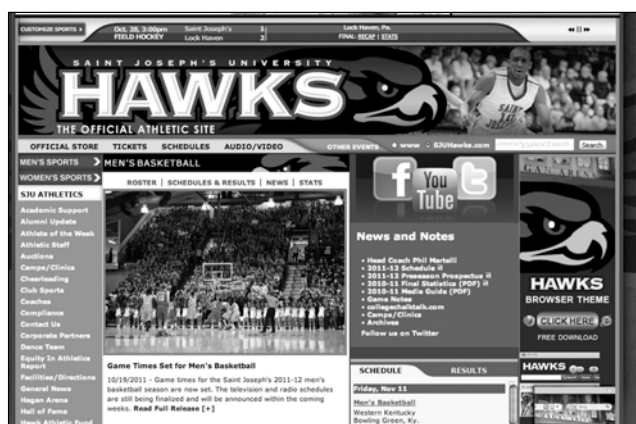 CUSTOMIZE SPORTS
Oct. 28, 3:00pm
FIELD HOCKEY
Saint Joseph's 1
Lock Haven 2
Lock Haven, Pa.
FINAL: RECAP | STATS
SAINT JOSEPH'S UNIVERSITY
HAWKS
THE OFFICIAL ATHLETIC SITE
OFFICIAL STORE TICKETS SCHEDULES AUDIO/VIDEO OTHER EVENTS www SJUHawks.com Search
MEN'S SPORTS
WOMEN'S SPORTS
SJU ATHLETICS
Academic Support
Alumni Update
Athlete of the Week
Athletic Staff
Auctions
Camps/Clinics
Cheerleading
Club Sports
Coaches
Compliance
Contact Us
Corporate Partners
Dance Team
Equity In Athletics
Report
Facilities/Directions
General News
Hagan Arena
Hall of Fame
Hawk Athletic Fund
MEN'S BASKETBALL
ROSTER | SCHEDULES & RESULTS | NEWS | STATS
Game Times Set for Men's Basketball
10/19/2011 - Game times for the Saint Joseph's 2011-12 men's
basketball season are now set. The television and radio schedules
are still being finalized and will be announced within the coming
weeks. Read Full Release [+]
f You Tube t
News and Notes
• Head Coach Phil Martelli
• 2011-12 Schedule
• 2011-12 Preseason Prospectus
• 2010-11 Final Statistics (PDF)
• 2010-11 Media Guide (PDF)
• Game Notes
• collegechalktalk.com
• Camps/Clinics
• Archives
Follow us on Twitter
SCHEDULE RESULTS
Friday, Nov 11
Men's Basketball
Western Kentucky
Bowling Green, Ky.
HAWKS
BROWSER THEME
CLICK HERE
FREE DOWNLOAD
HAWKS